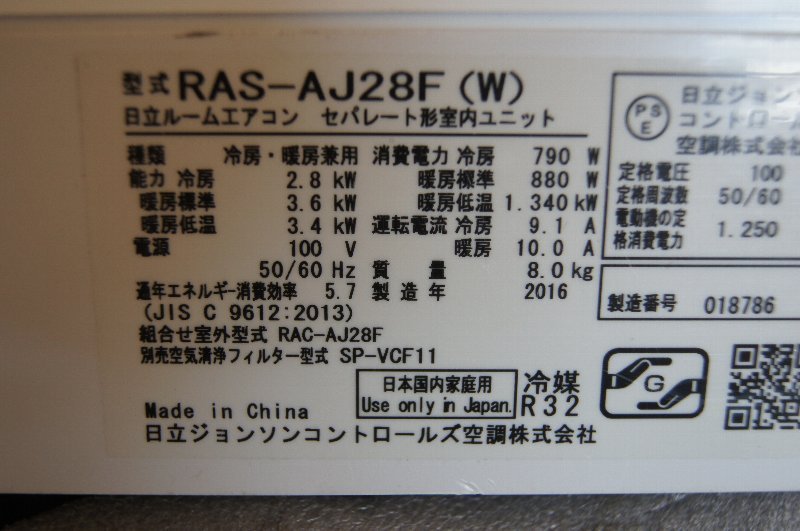 型式 RAS-AJ28F (W)
日立ルームエアコン セパレート形室内ユニット
種類 冷房・暖房兼用 消費電力 冷房 790 W
能力 冷房 2.8 kW 暖房標準 880 W
暖房標準 3.6 kW 暖房低温 1.340 kW
暖房低温 3.4 kW 運転電流 冷房 9.1 A
電源 100 V 暖房 10.0 A
50/60 Hz 質量 8.0 kg
通年エネルギー消費効率 5.7 製造年 2016
(JIS C 9612:2013)
組合せ室外型式 RAC-AJ28F
別売空気清浄フィルター型式 SP-VCF11
日本国内家庭用
Use only in Japan.
冷媒
R32
Made in China
日立ジョンソンコントロールズ空調株式会社
PSE
日立ジョンソン
コントロールズ
空調株式会社
定格電圧 100
定格周波数 50/60
電動機の定
格消費電力 1.250
製造番号 018786
G